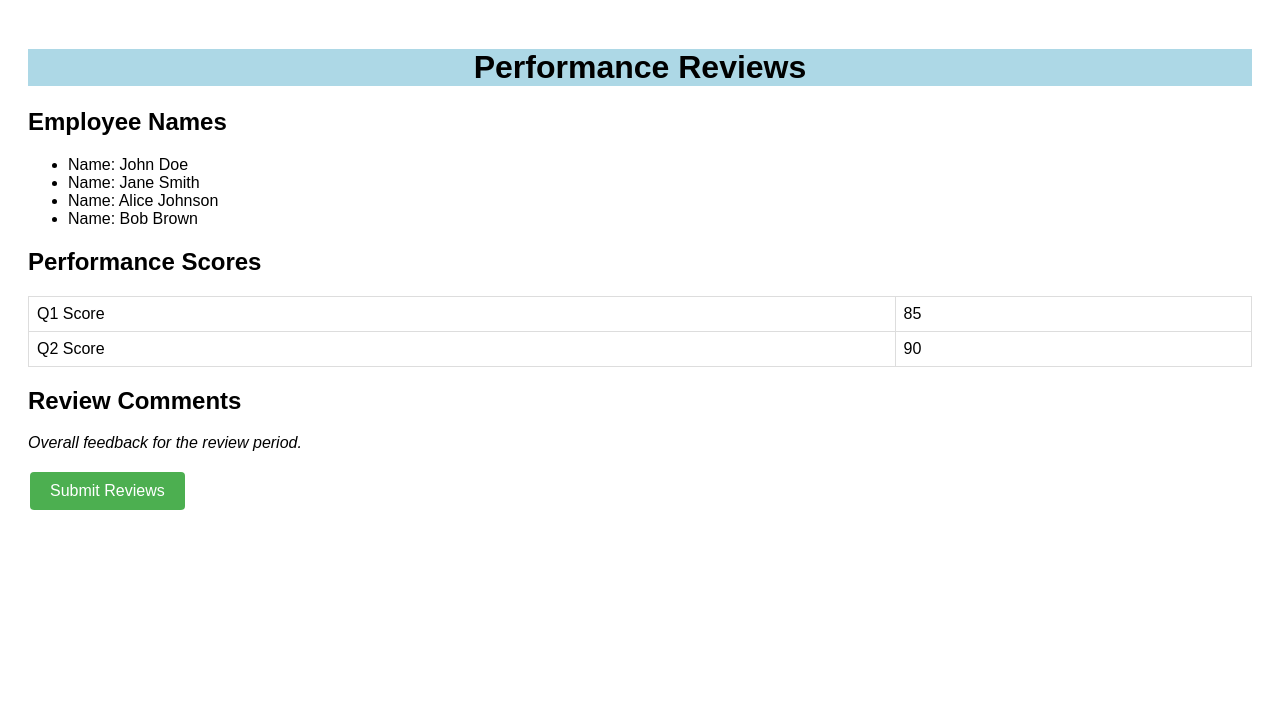 Performance Reviews
Employee Names
Name: John Doe
Name: Jane Smith
Name: Alice Johnson
Name: Bob Brown
Performance Scores
Q1 Score 85
Q2 Score 90
Review Comments
Overall feedback for the review period.
Submit Reviews